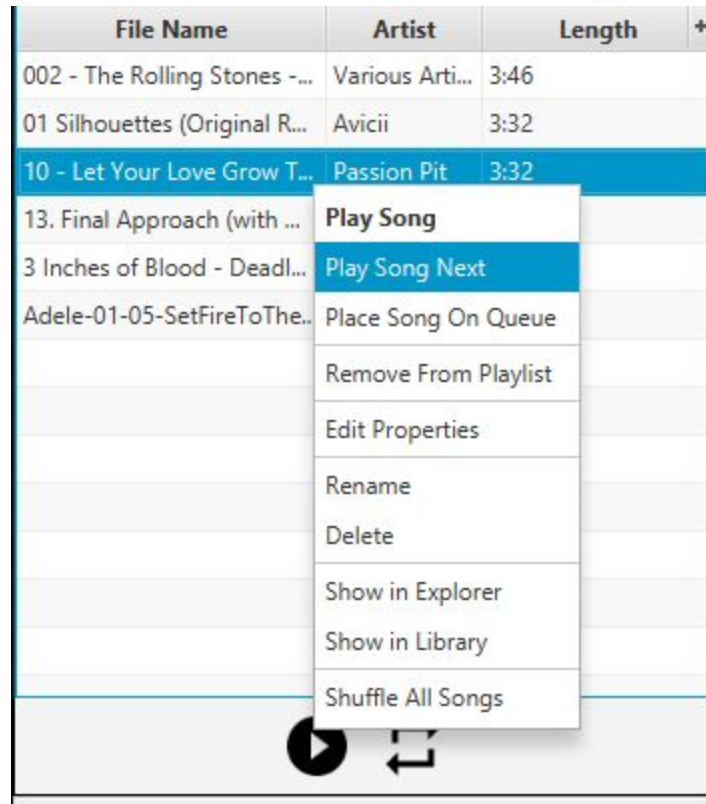 File Name Artist Length +
002 - The Rolling Stones -... Various Arti... 3:46
01 Silhouettes (Original R... Avicii 3:32
10 - Let Your Love Grow T... Passion Pit 3:32
13. Final Approach (with ...
Play Song
3 Inches of Blood - Deadl...
Play Song Next
Adele-01-05-SetFireToThe..
Place Song On Queue
Remove From Playlist
Edit Properties
Rename
Delete
Show in Explorer
Show in Library
Shuffle All Songs